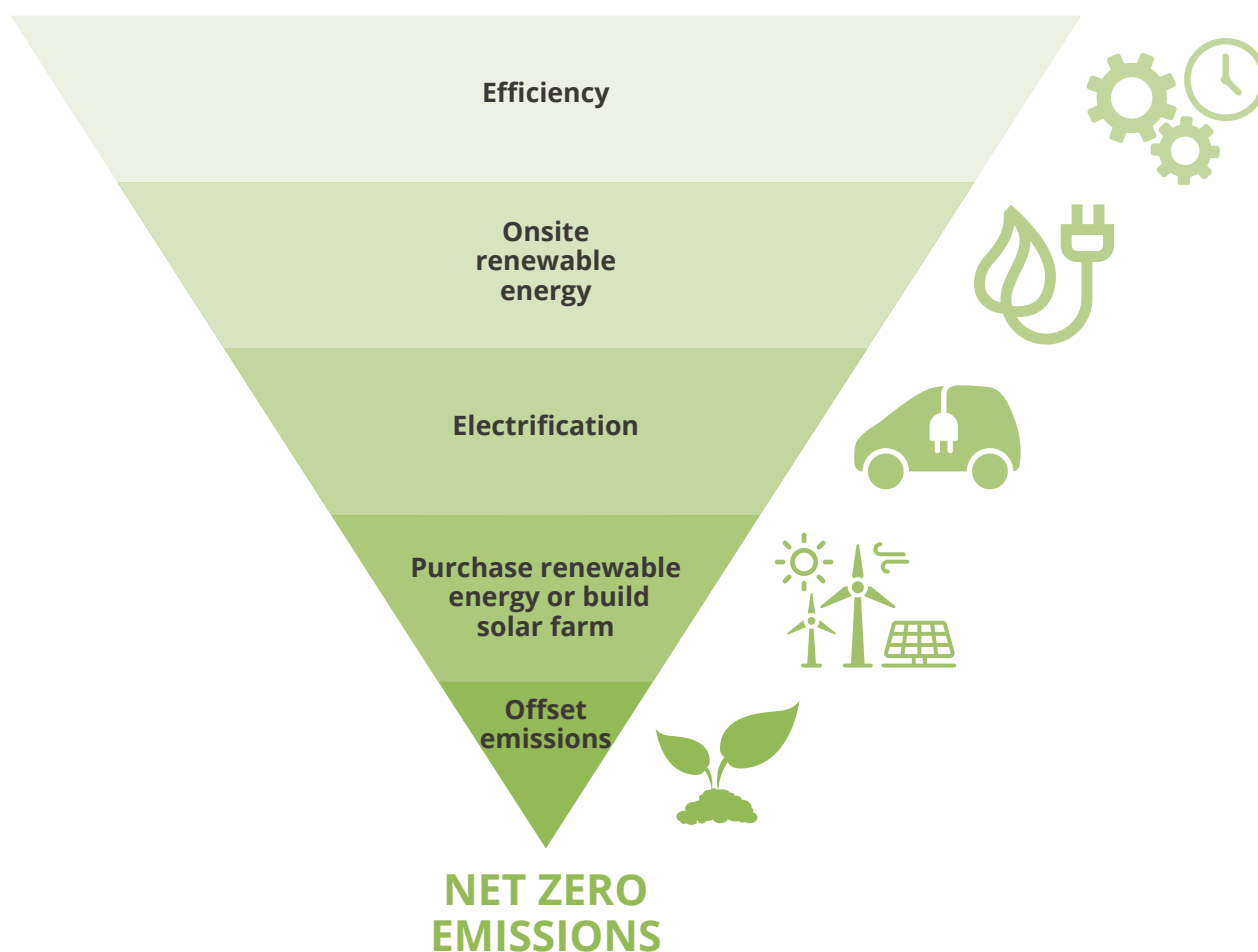 Efficiency
Onsite
renewable
energy
Electrification
Purchase renewable
energy or build
solar farm
Offset
emissions
NET ZERO
EMISSIONS